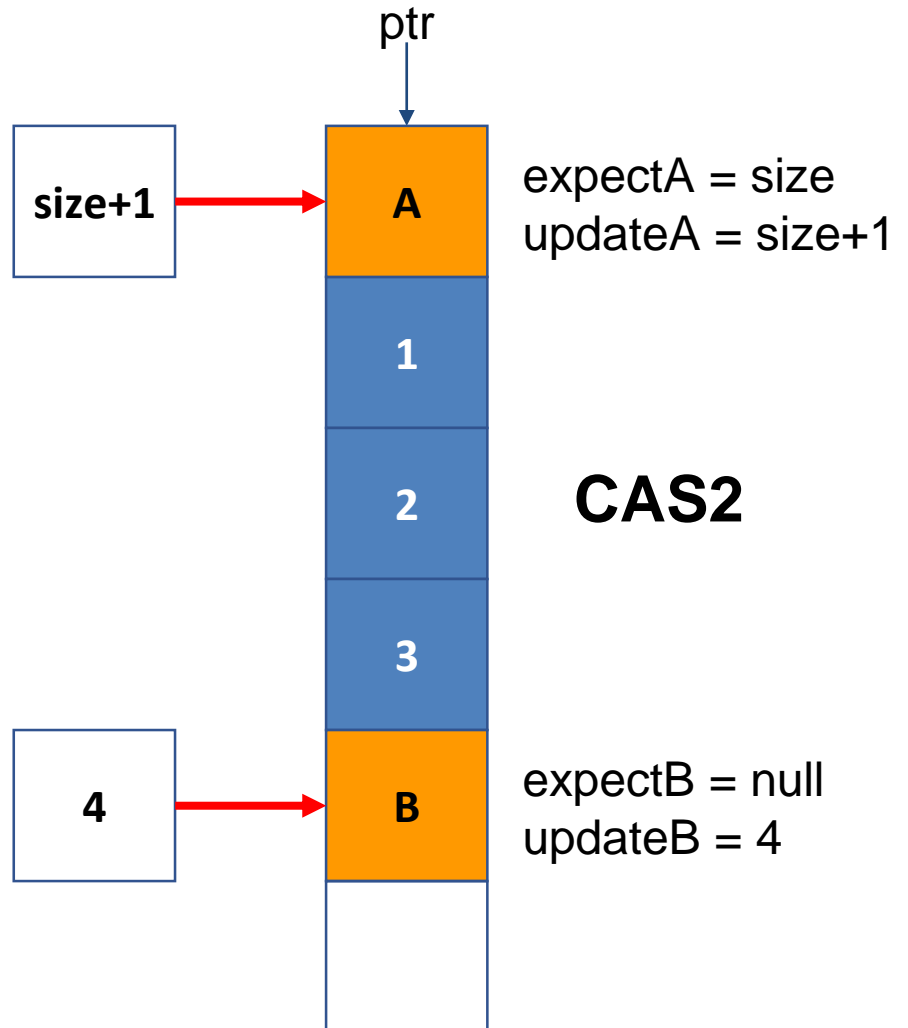 ptr
size+1
A
expectA = size
updateA = size+1
1
2
CAS2
3
4
B
expectB = null
updateB = 4